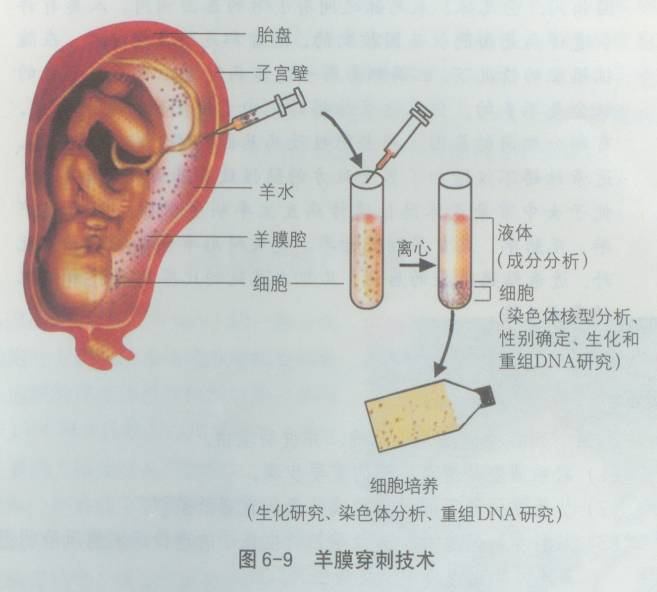 胎盘
子宫壁
羊水
羊膜腔
细胞
离心
液体
(成分分析)
细胞
(染色体核型分析、
性别确定、生化和
重组DNA研究)
细胞培养
(生化研究、染色体分析、重组DNA研究)
图6-9 羊膜穿刺技术